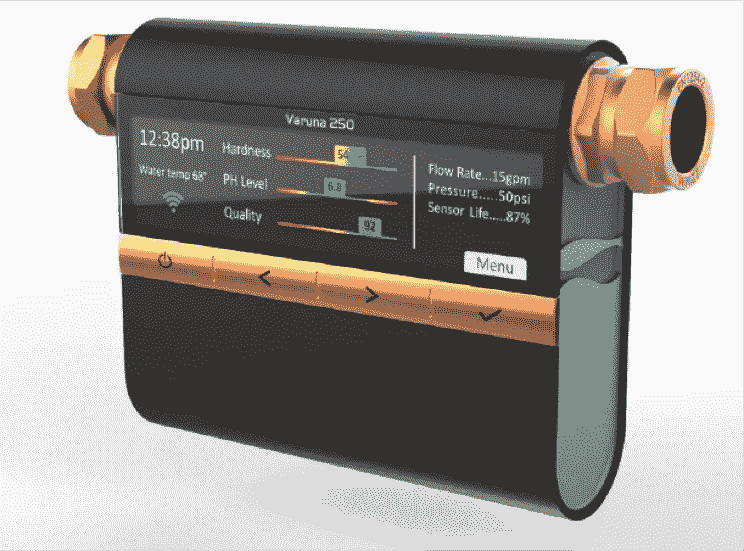 Varuna 250
12:38pm
Water temp 68°
Hardness
PH Level 6.8
Quality 92
Flow Rate...15gpm
Pressure.....50psi
Sensor Life....87%
Menu